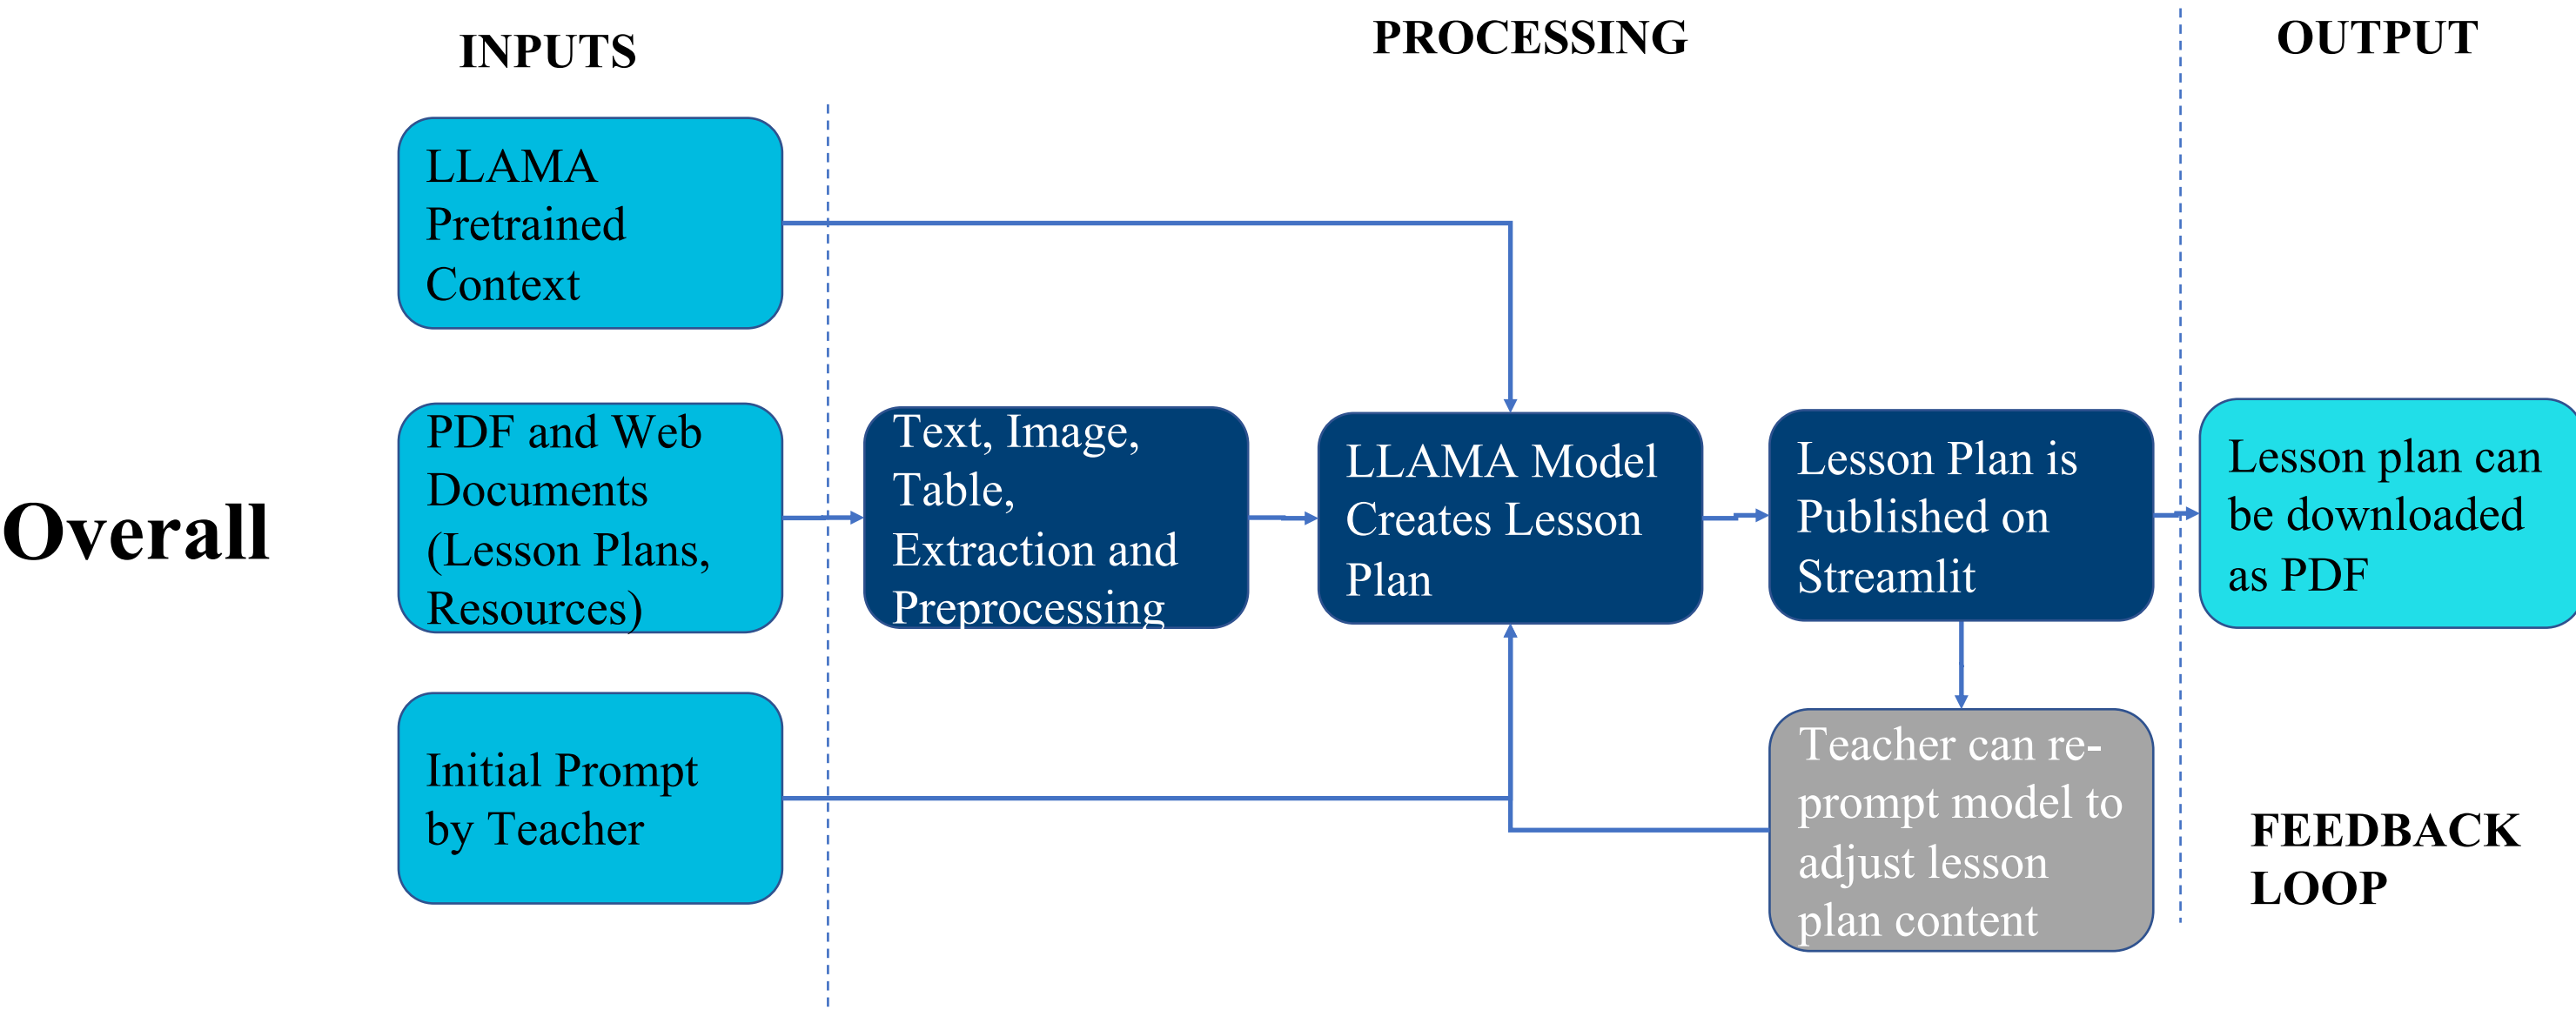 INPUTS
PROCESSING
OUTPUT
LLAMA
Pretrained
Context
Overall
PDF and Web
Documents
(Lesson Plans,
Resources)
Text, Image,
Table,
Extraction and
Preprocessing
LLAMA Model
Creates Lesson
Plan
Lesson Plan is
Published on
Streamlit
Lesson plan can
be downloaded
as PDF
Initial Prompt
by Teacher
Teacher can re-
prompt model to
adjust lesson
plan content
FEEDBACK
LOOP